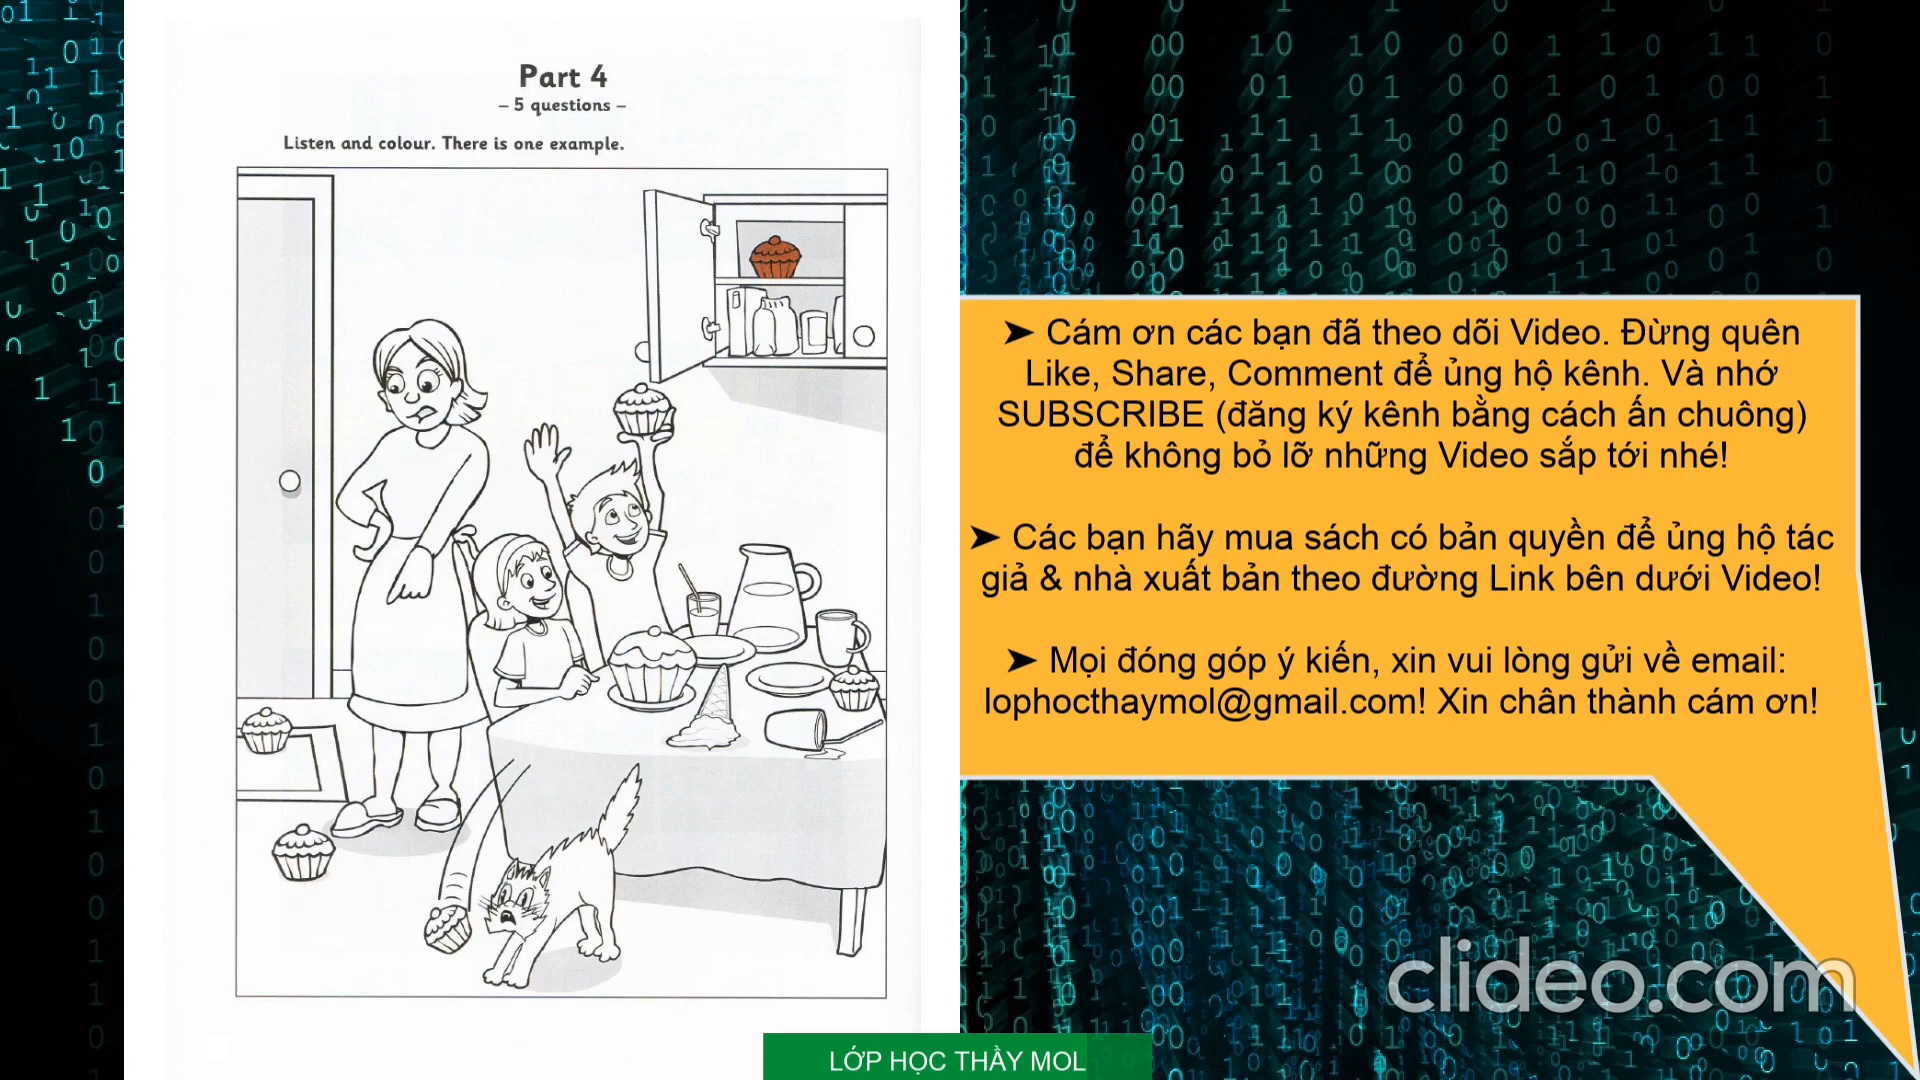 Part 4
– 5 questions –
Listen and colour. There is one example.
➤ Cám ơn các bạn đã theo dõi Video. Đừng quên
Like, Share, Comment để ủng hộ kênh. Và nhớ
SUBSCRIBE (đăng ký kênh bằng cách ấn chuông)
để không bỏ lỡ những Video sắp tới nhé!
➤ Các bạn hãy mua sách có bản quyền để ủng hộ tác
giả & nhà xuất bản theo đường Link bên dưới Video!
➤ Mọi đóng góp ý kiến, xin vui lòng gửi về email:
lophocthaymol@gmail.com! Xin chân thành cám ơn!
clideo.com
LỚP HỌC THẦY MOL